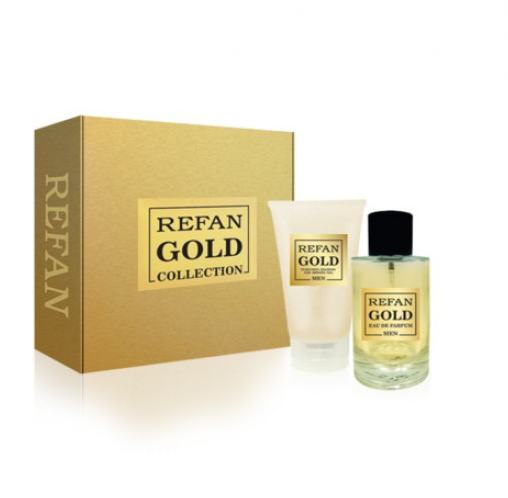 REFAN
REFAN
GOLD
COLLECTION
REFAN
GOLD
MEN
REFAN
GOLD
EAU DE PARFUM
MEN